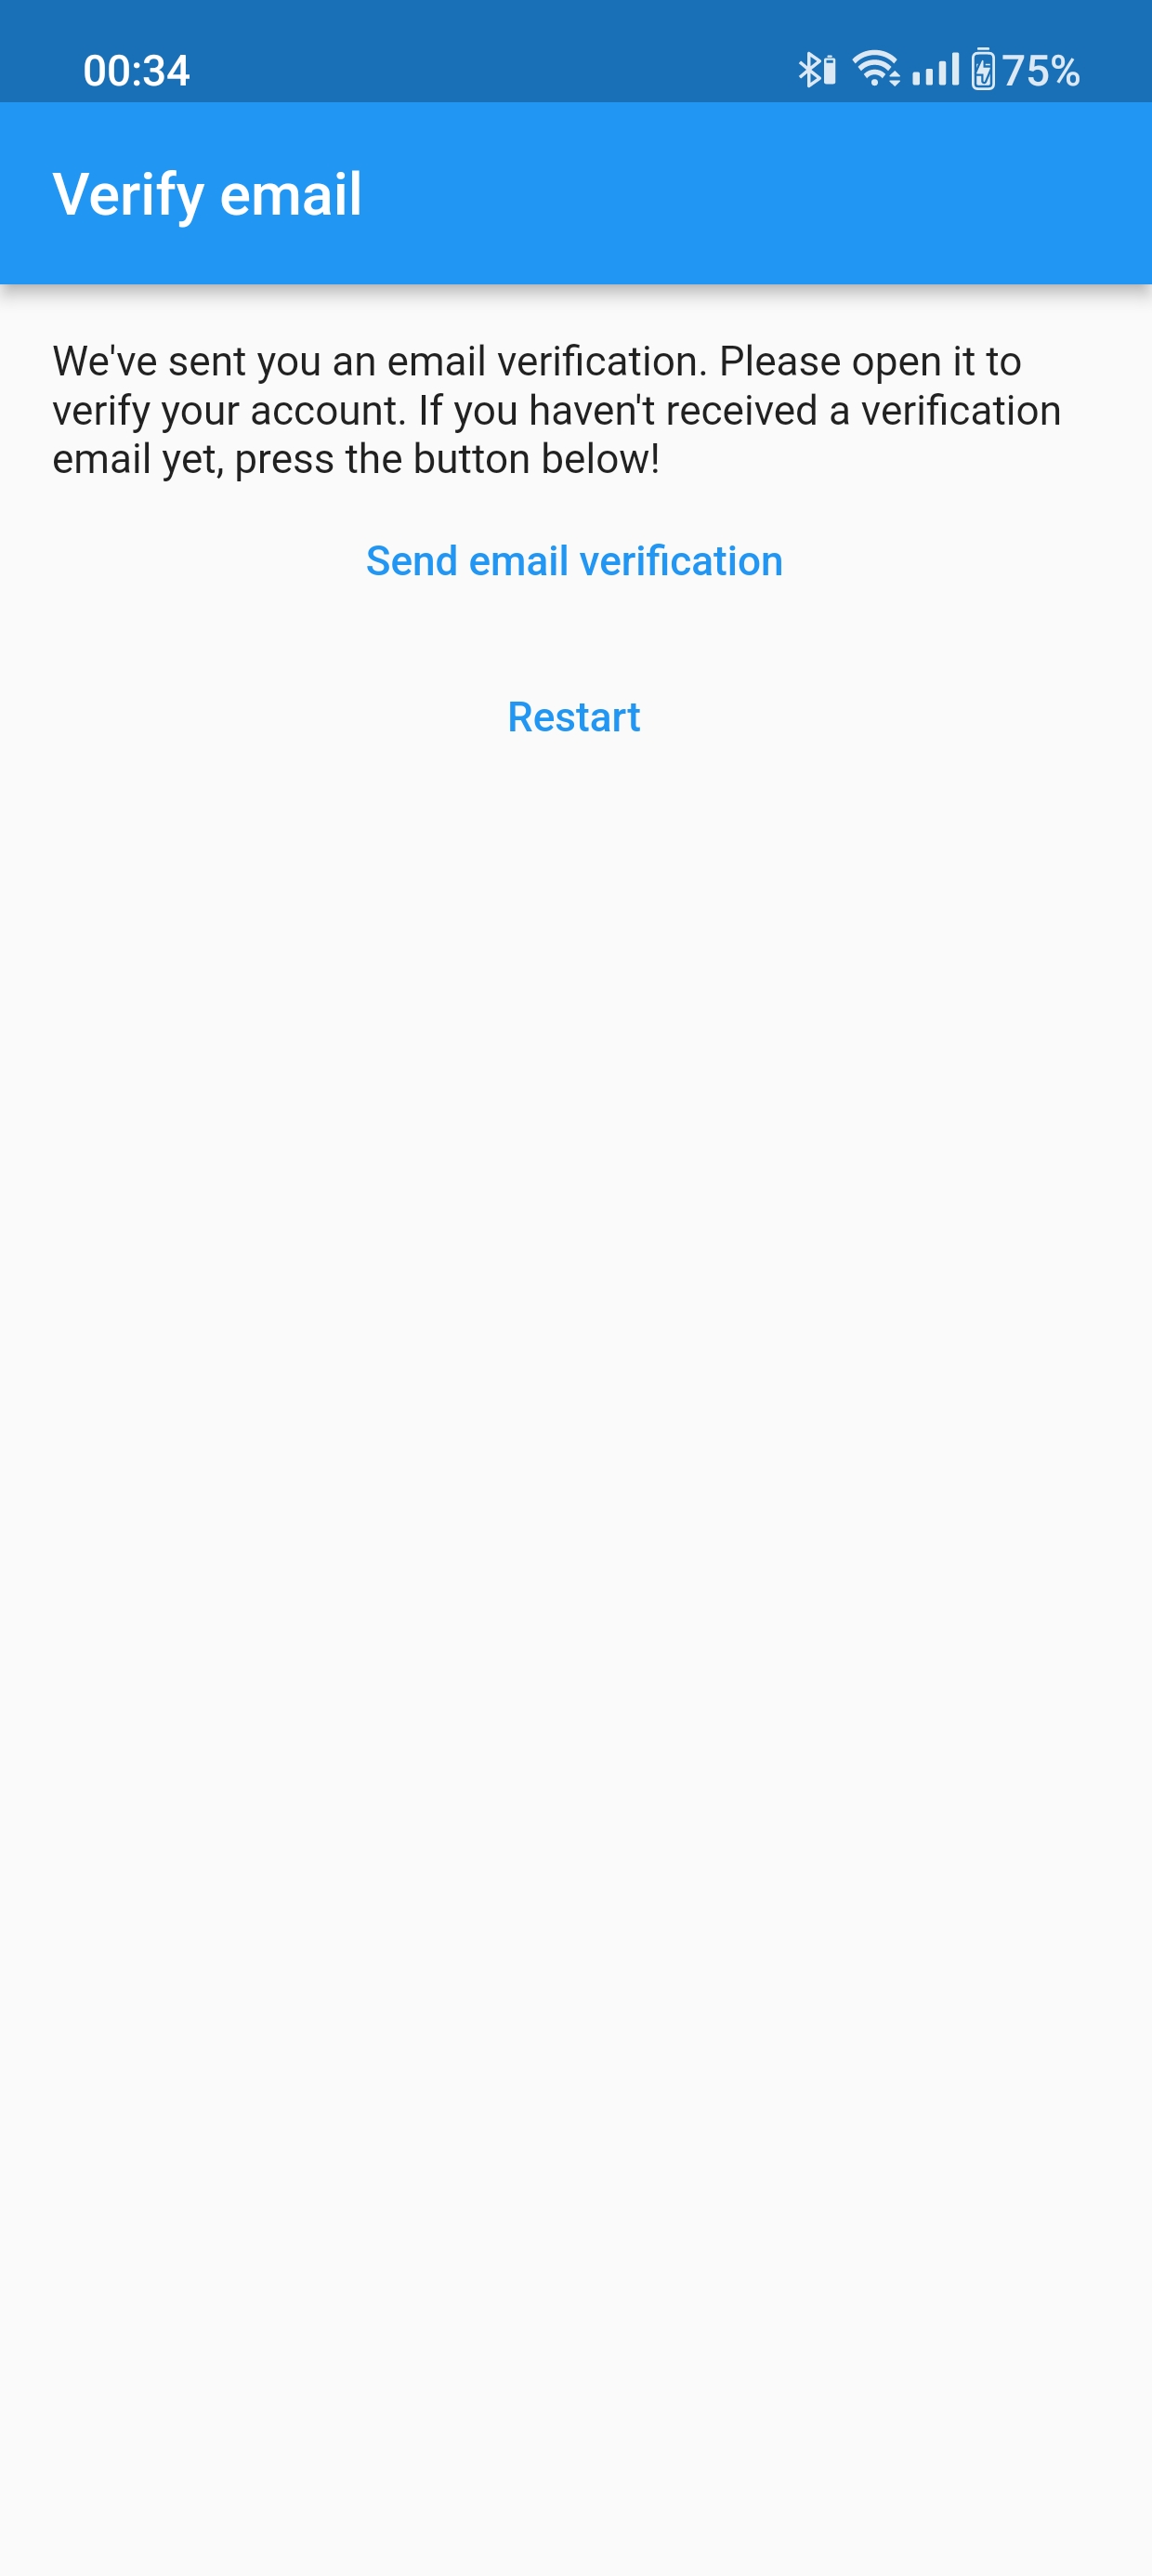 00:34
75%
Verify email
We've sent you an email verification. Please open it to
verify your account. If you haven't received a verification
email yet, press the button below!
Send email verification
Restart